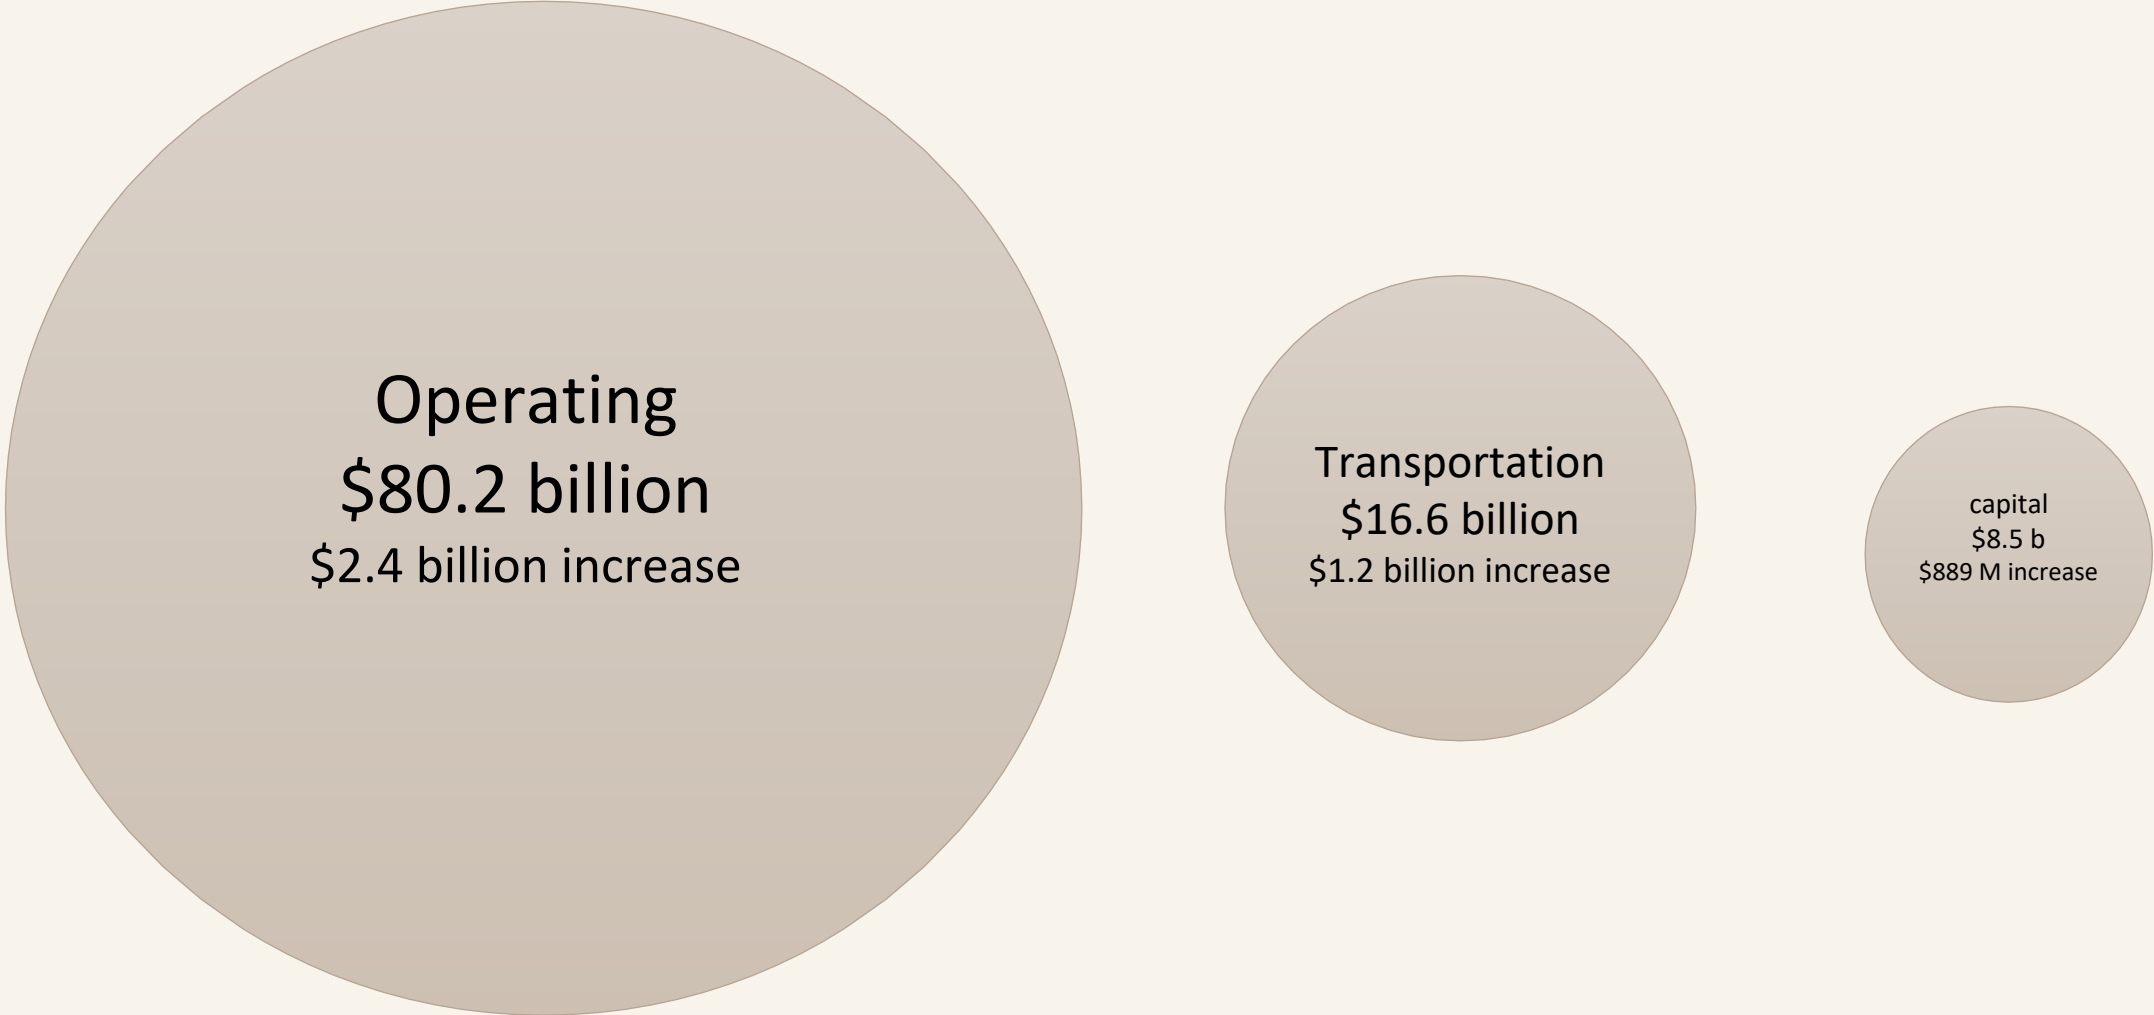 Operating
$80.2 billion
$2.4 billion increase
Transportation
$16.6 billion
$1.2 billion increase
capital
$8.5 b
$889 M increase